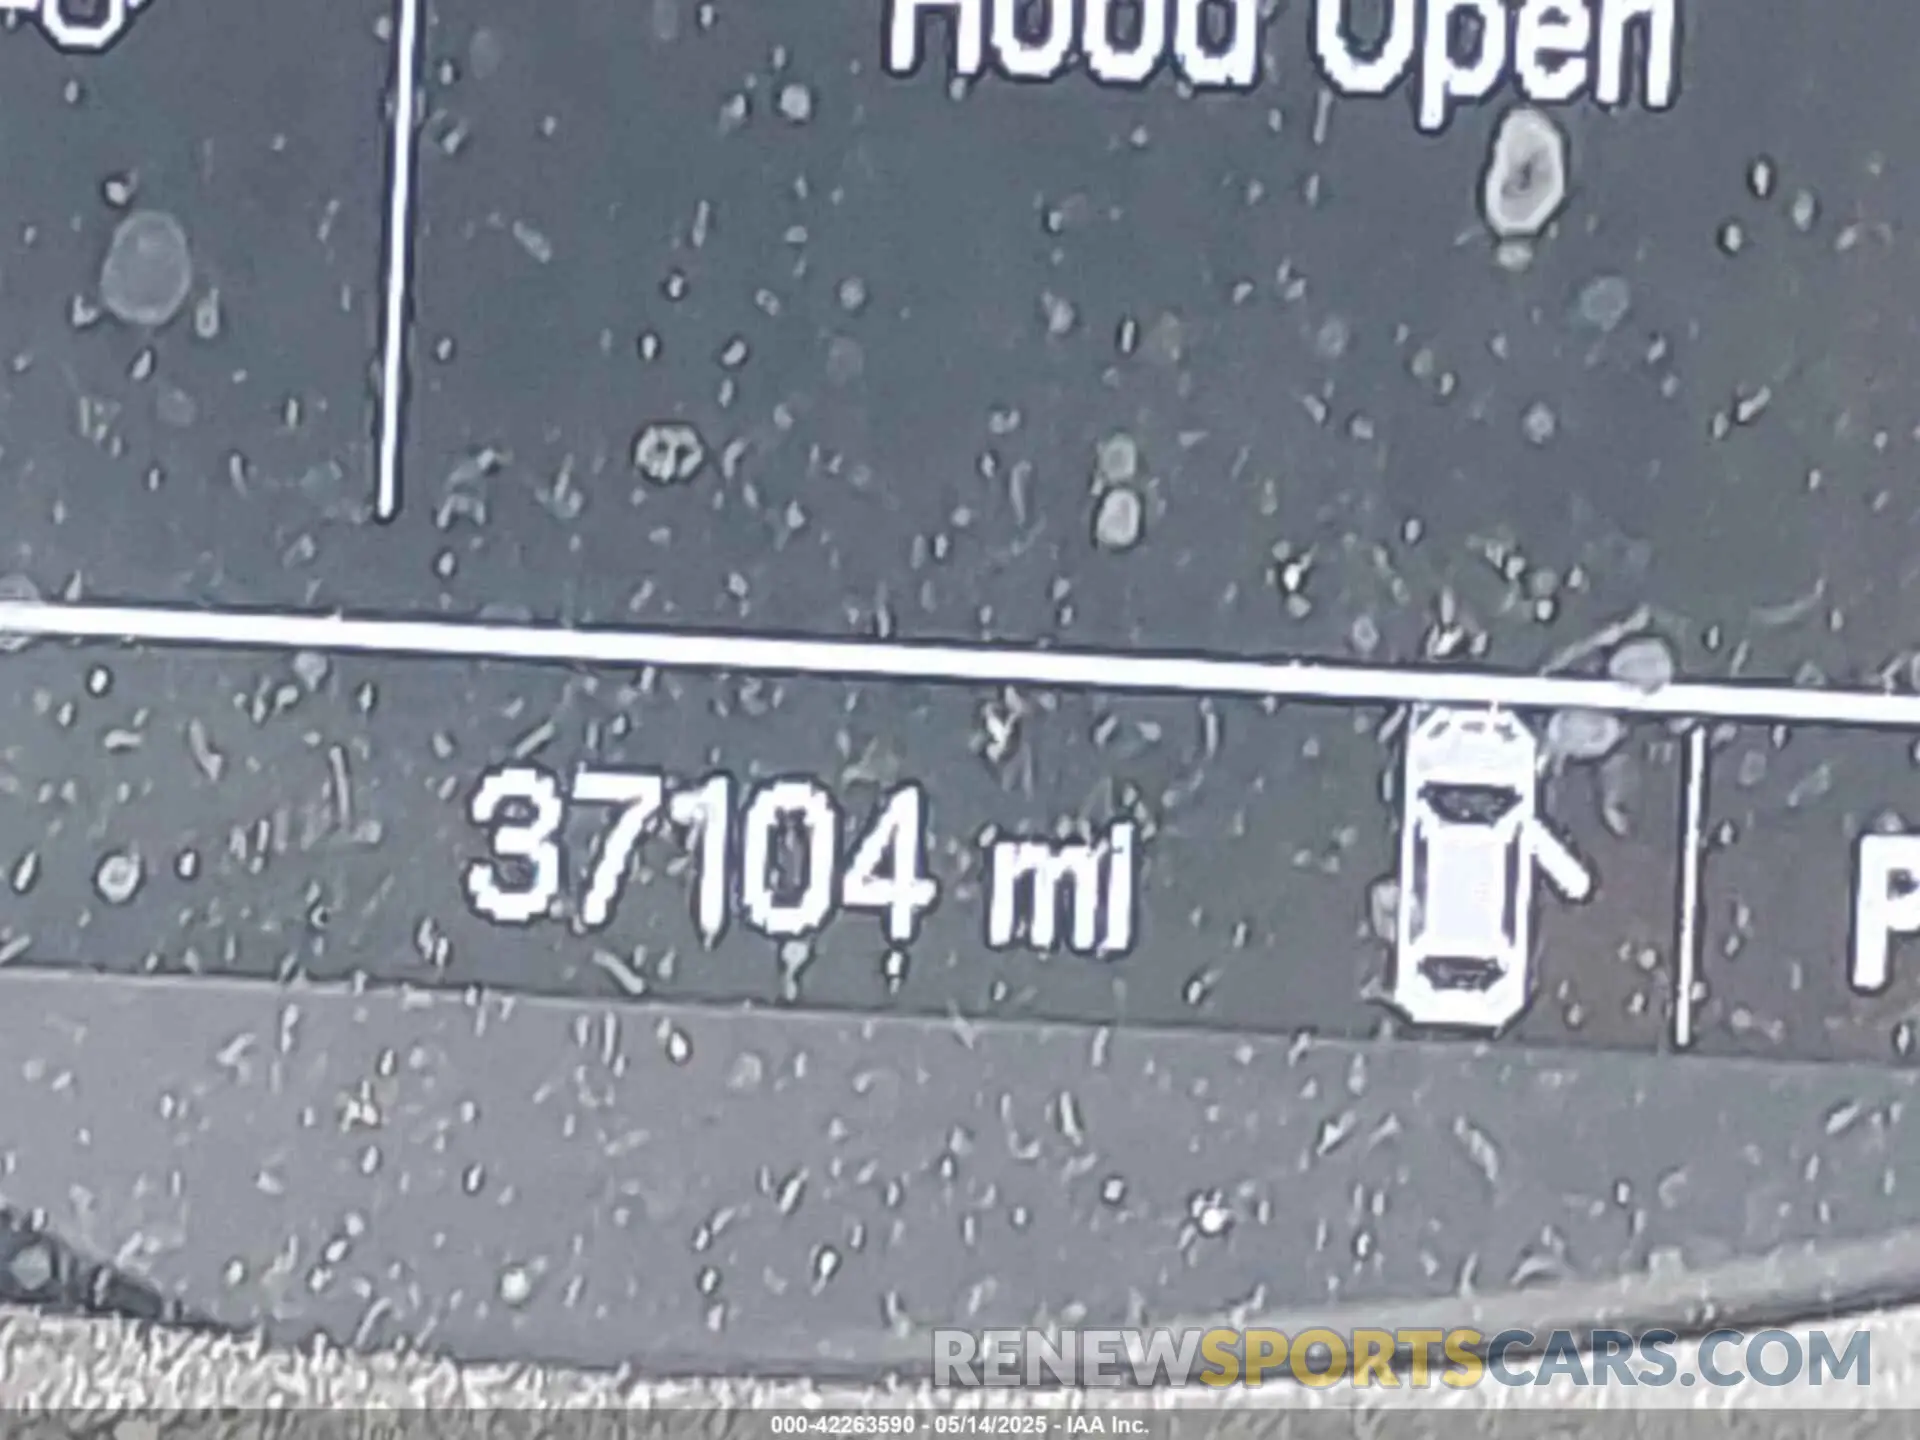 Hood Open
37104 mi
P
RENEWSPORTSCARS.COM
000-42263590 - 05/14/2025 - IAA Inc.